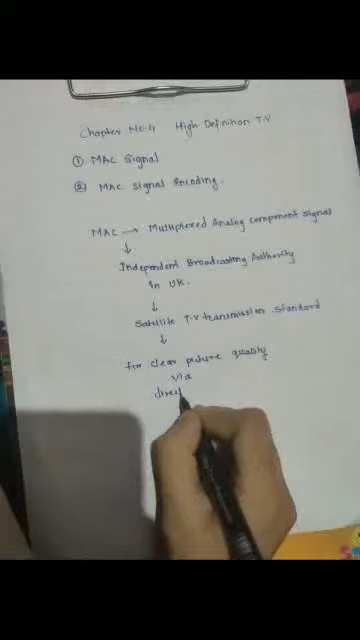 Chapter No.4 High Definition T.V
① MAC Signal
② MAC Signal Encoding.
MAC → Multiplexed Analog Component Signal
↓
Independent Broadcasting Authority
In UK.
↓
Satellite T.V transmission Standard
↓
for clear picture quality
via
direct